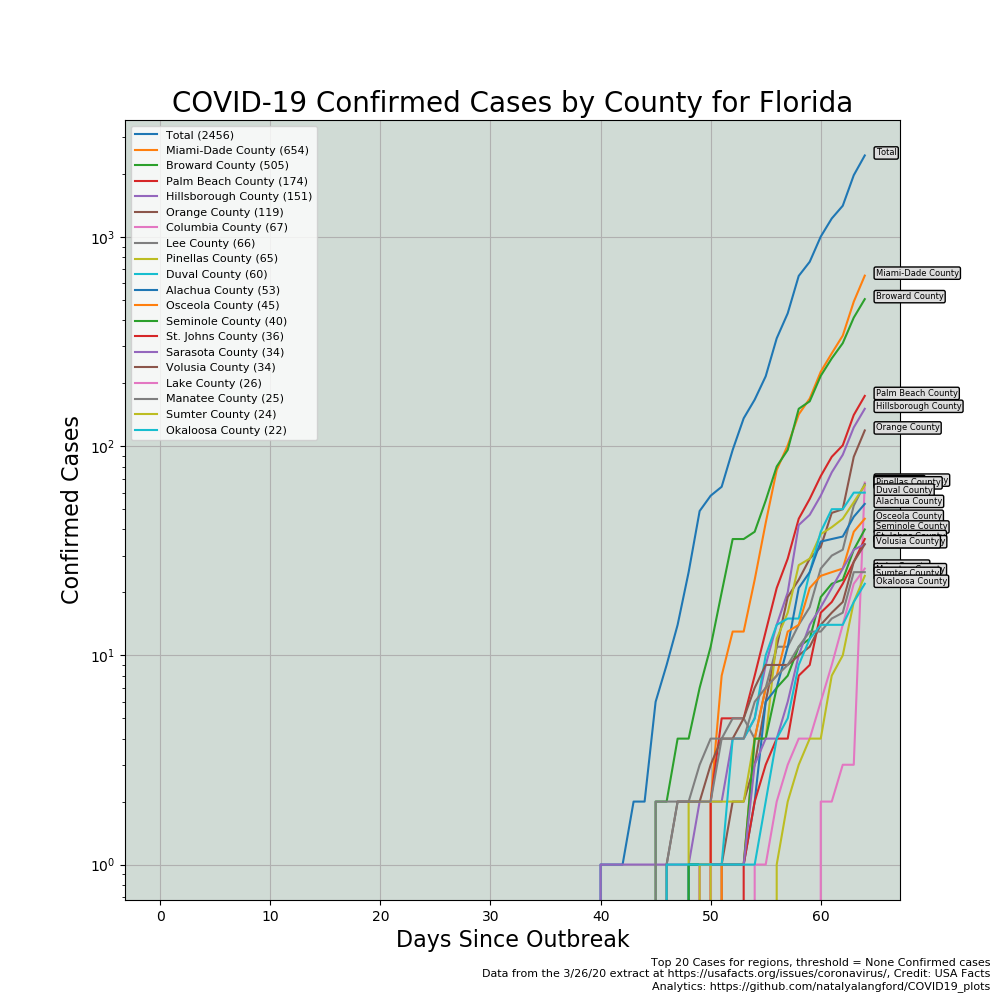 COVID-19 Confirmed Cases by County for Florida
Total (2456)
Miami-Dade County (654)
Broward County (505)
Palm Beach County (174)
Hillsborough County (151)
Orange County (119)
Columbia County (67)
Lee County (66)
Pinellas County (65)
Duval County (60)
Alachua County (53)
Osceola County (45)
Seminole County (40)
St. Johns County (36)
Sarasota County (34)
Volusia County (34)
Lake County (26)
Manatee County (25)
Sumter County (24)
Okaloosa County (22)
Total
Miami-Dade County
Broward County
Palm Beach County
Hillsborough County
Orange County
Pinellas County
Duval County
Alachua County
Osceola County
Seminole County
Volusia County
Sumter County
Okaloosa County
Confirmed Cases
10³
10²
10¹
10⁰
0 10 20 30 40 50 60
Days Since Outbreak
Top 20 Cases for regions, threshold = None Confirmed cases
Data from the 3/26/20 extract at https://usafacts.org/issues/coronavirus/, Credit: USA Facts
Analytics: https://github.com/natalyalangford/COVID19_plots